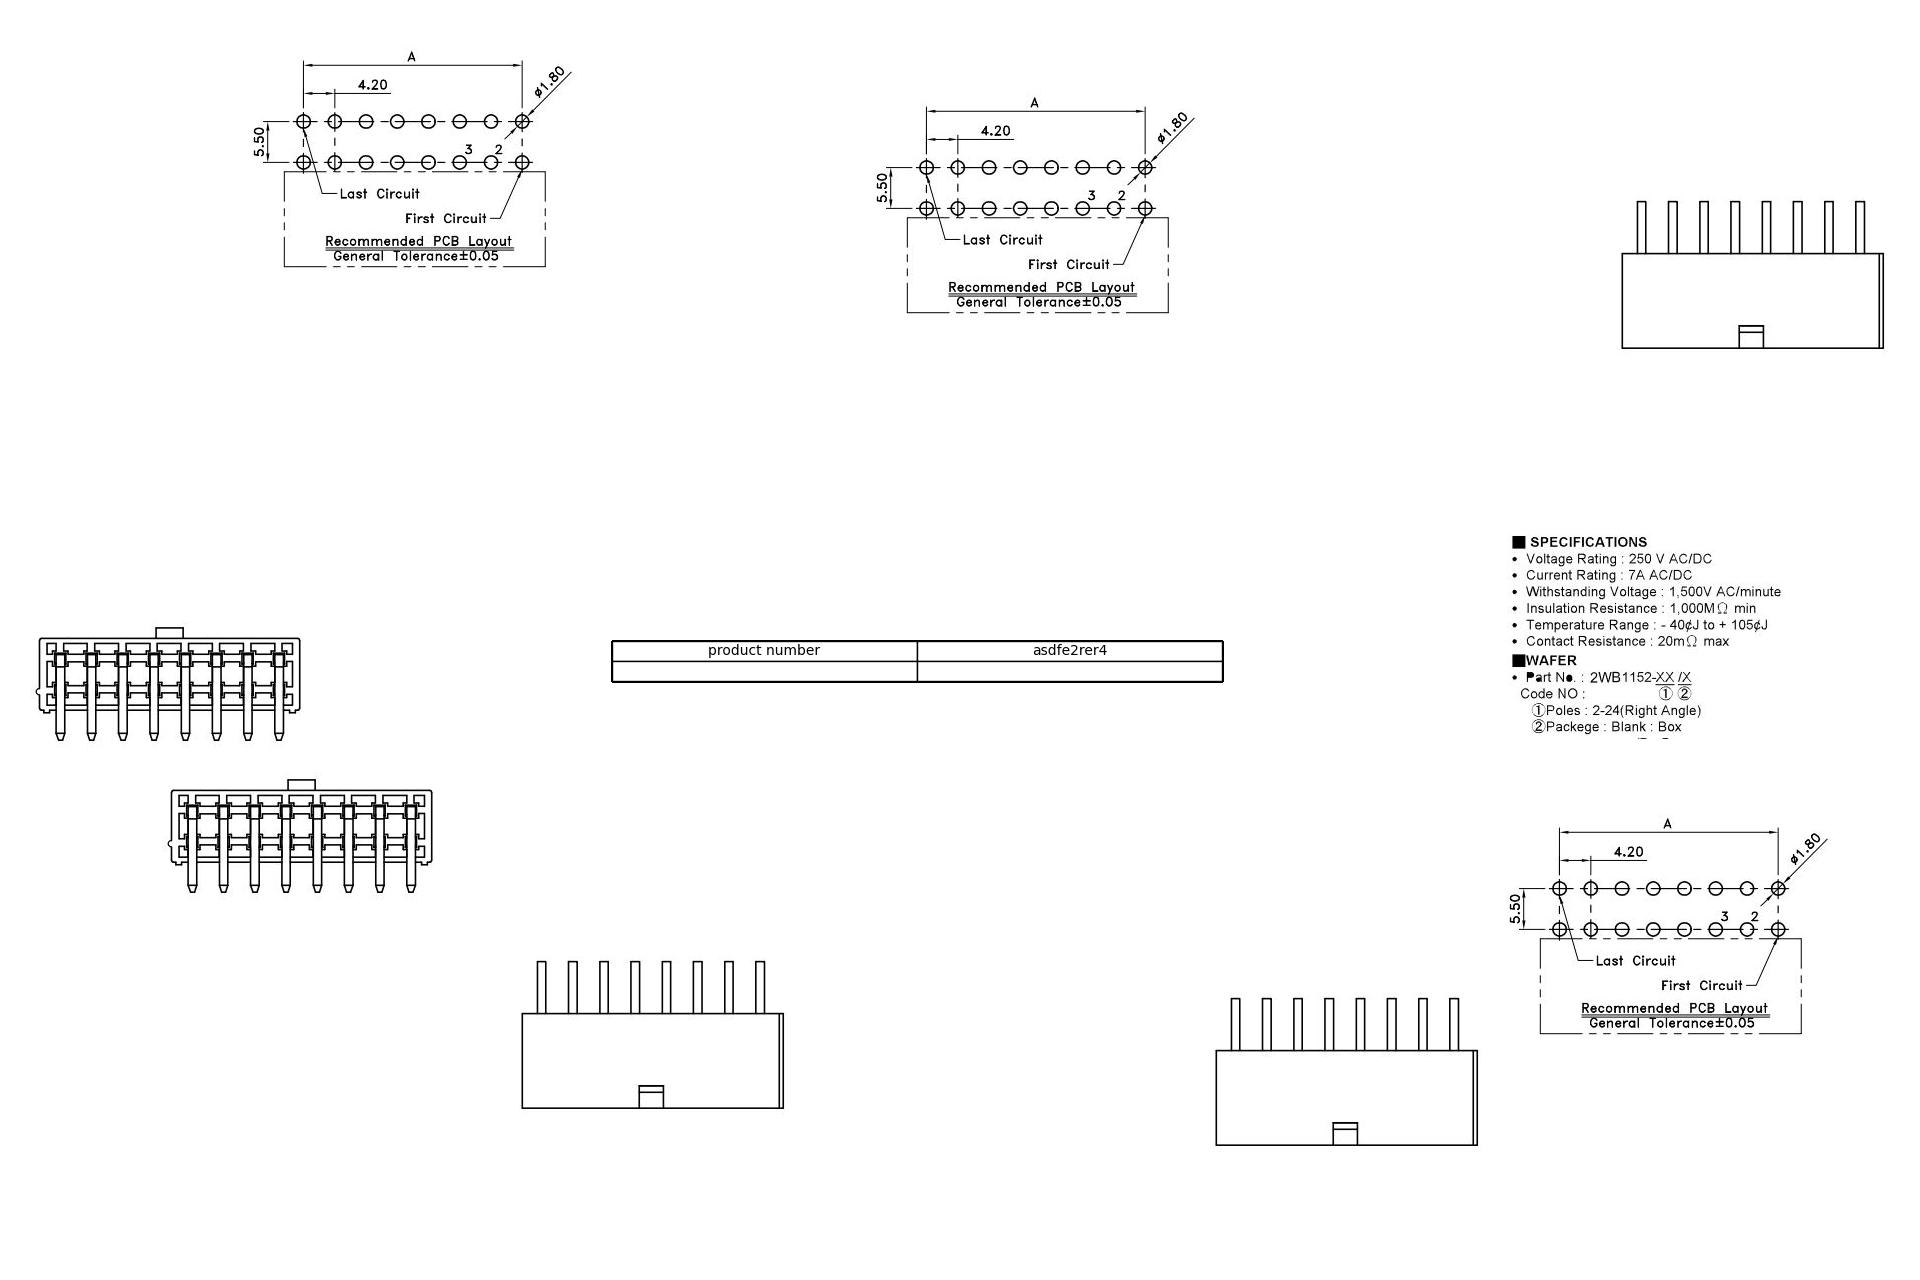 A
4.20
ø1.80
5.50
3 2
Last Circuit
First Circuit
Recommended PCB Layout
General Tolerance±0.05
A
4.20
ø1.80
5.50
3 2
Last Circuit
First Circuit
Recommended PCB Layout
General Tolerance±0.05
■ SPECIFICATIONS
• Voltage Rating : 250 V AC/DC
• Current Rating : 7A AC/DC
• Withstanding Voltage : 1,500V AC/minute
• Insulation Resistance : 1,000MΩ min
• Temperature Range : - 40¢J to + 105¢J
• Contact Resistance : 20mΩ max
■WAFER
• Part No. : 2WB1152-XX /X
Code NO : ① ②
①Poles : 2-24(Right Angle)
②Packege : Blank : Box
product number asdfe2rer4
A
4.20
ø1.80
5.50
3 2
Last Circuit
First Circuit
Recommended PCB Layout
General Tolerance±0.05